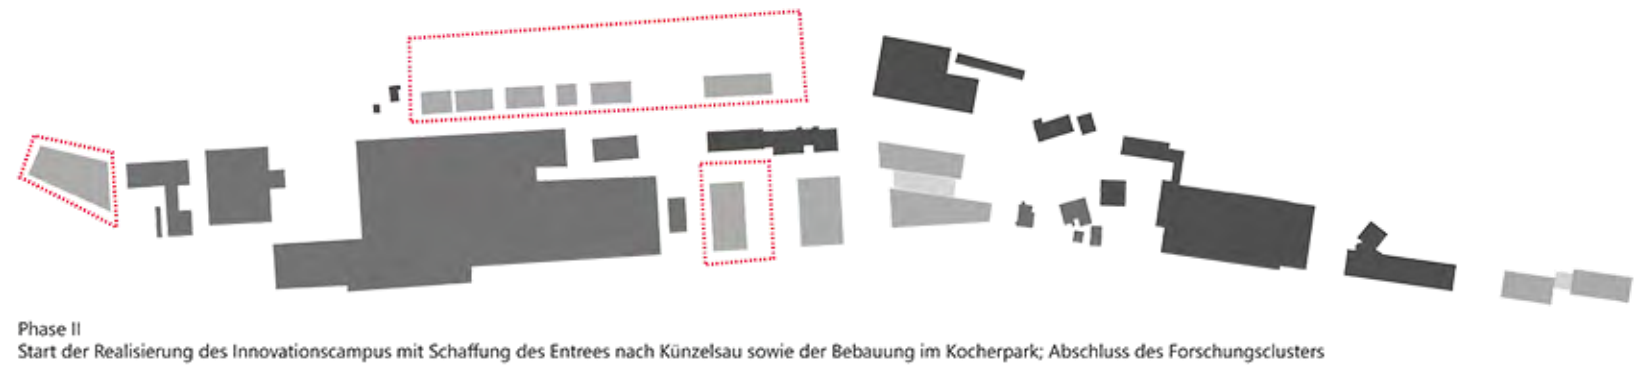 Phase II
Start der Realisierung des Innovationscampus mit Schaffung des Entrees nach Künzelsau sowie der Bebauung im Kocherpark; Abschluss des Forschungsclusters